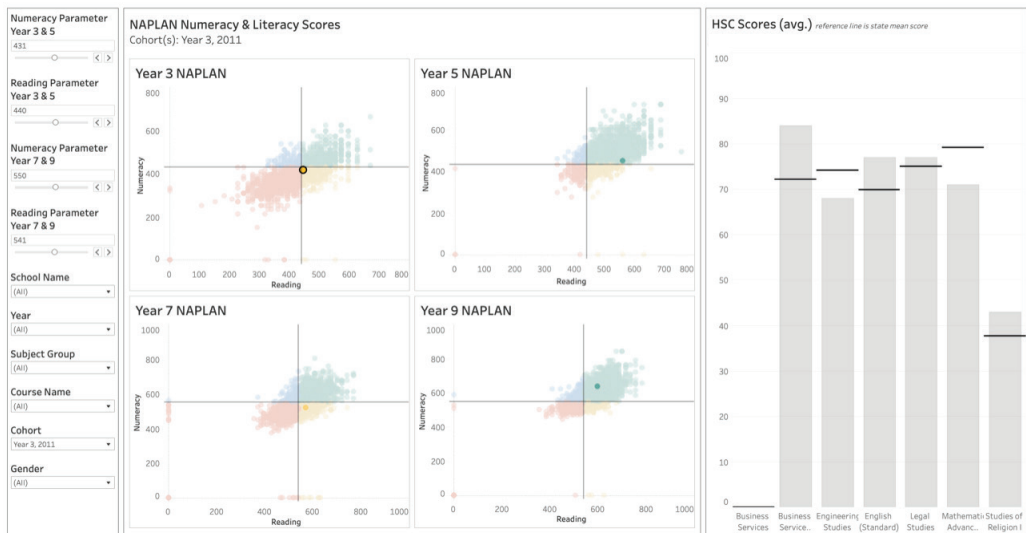 Numeracy Parameter
Year 3 & 5
431
Reading Parameter
Year 3 & 5
440
Numeracy Parameter
Year 7 & 9
550
Reading Parameter
Year 7 & 9
541
School Name
(All)
Year
(All)
Subject Group
(All)
Course Name
(All)
Cohort
Year 3, 2011
Gender
(All)
NAPLAN Numeracy & Literacy Scores
Cohort(s): Year 3, 2011
Year 3 NAPLAN
800
600
400
200
0
Numeracy
0 100 200 300 400 500 600 700 800
Reading
Year 5 NAPLAN
800
600
400
200
0
Numeracy
0 100 200 300 400 500 600 700 800
Reading
Year 7 NAPLAN
1000
800
600
400
200
0
Numeracy
0 200 400 600 800 1000
Reading
Year 9 NAPLAN
1000
800
600
400
200
0
Numeracy
0 200 400 600 800 1000
Reading
HSC Scores (avg.) reference line is state mean score
100
90
80
70
60
50
40
30
20
10
0
Business Services
Business Service..
Engineering Studies
English (Standard)
Legal Studies
Mathemati Advanc..
Studies of Religion I